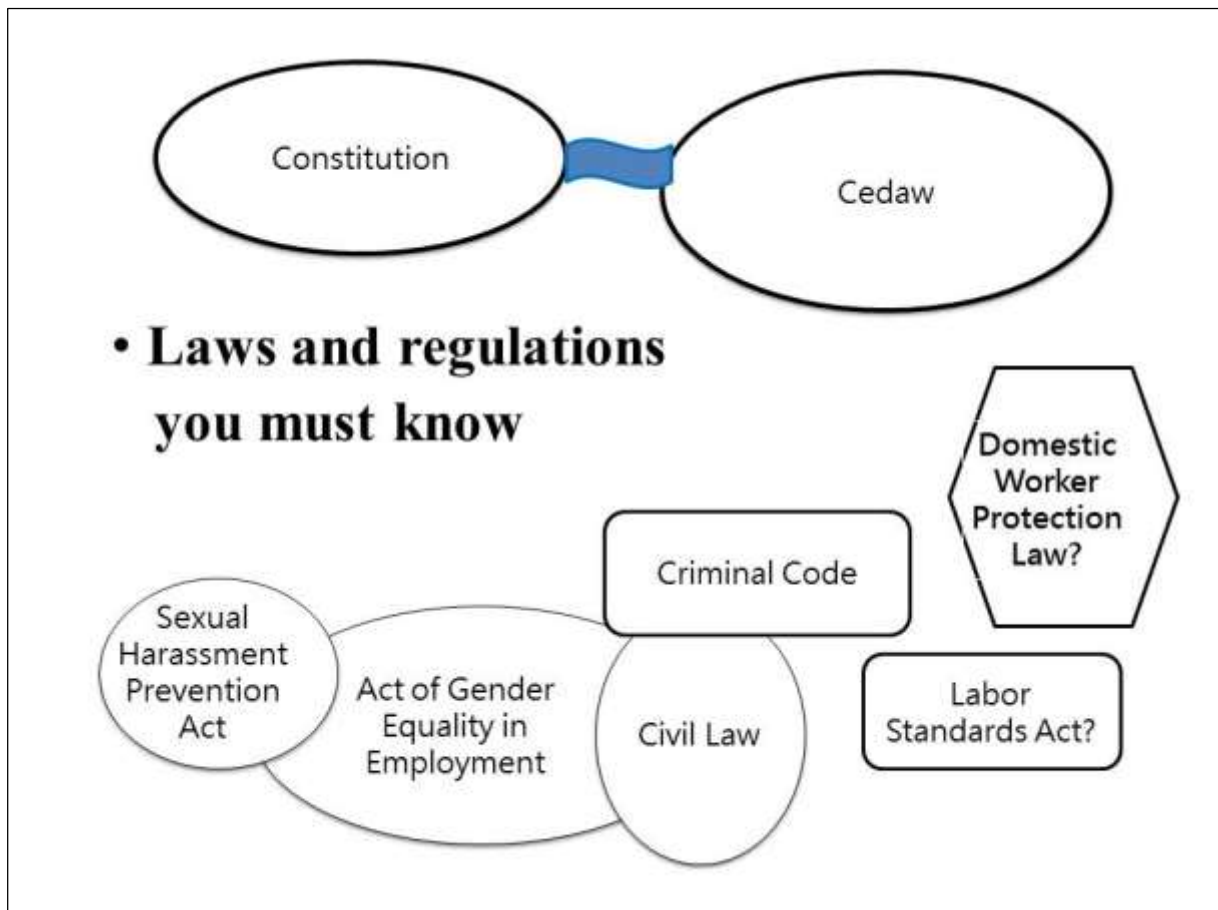 Constitution
Cedaw
• Laws and regulations
you must know
Domestic
Worker
Protection
Law?
Criminal Code
Sexual
Harassment
Prevention
Act
Act of Gender
Equality in
Employment
Civil Law
Labor
Standards Act?